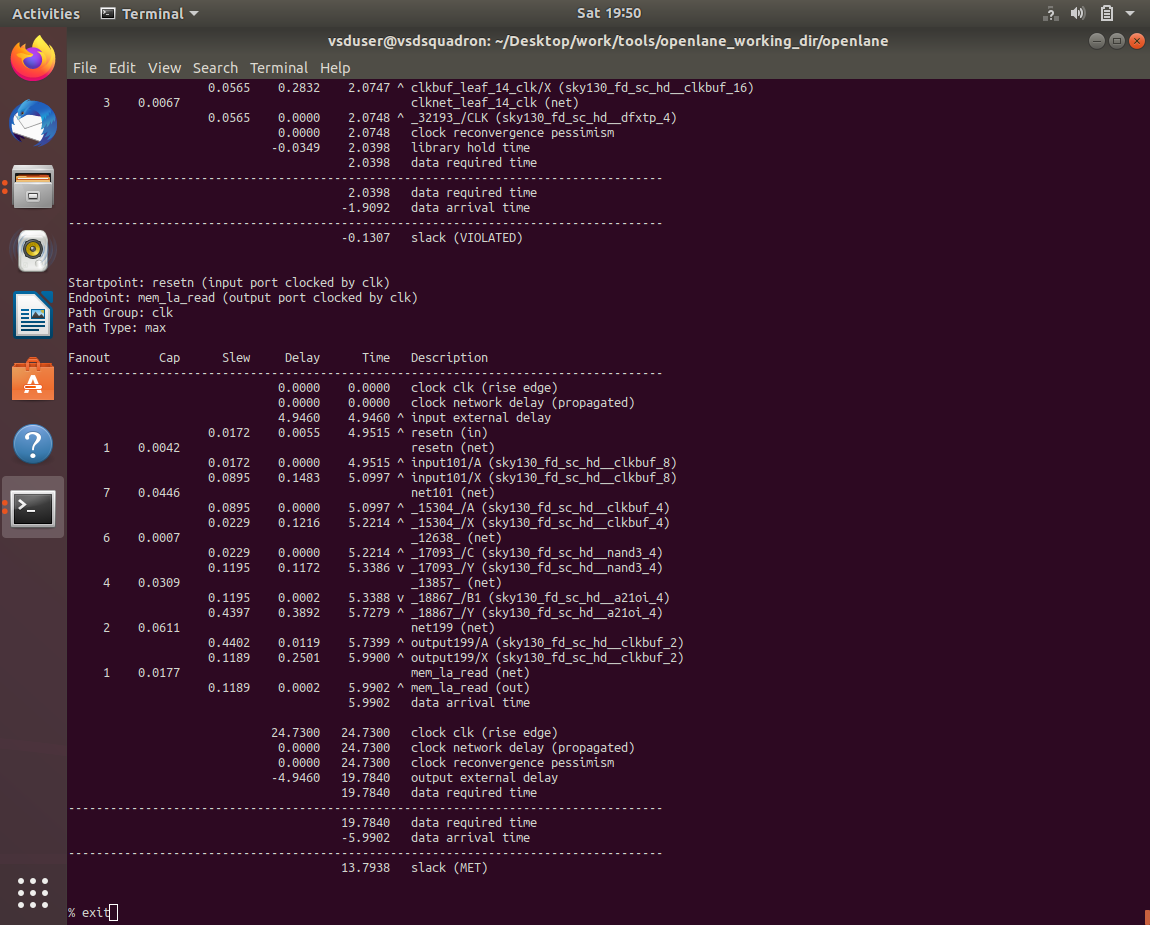 Activities Terminal Sat 19:50
vsduser@vsdsquadron: ~/Desktop/work/tools/openlane_working_dir/openlane
File Edit View Search Terminal Help
0.0565 0.2832 2.0747 ^ clkbuf_leaf_14_clk/X (sky130_fd_sc_hd__clkbuf_16)
3 0.0067 clknet_leaf_14_clk (net)
0.0565 0.0000 2.0748 ^ _32193_/CLK (sky130_fd_sc_hd__dfxtp_4)
0.0000 2.0748 clock reconvergence pessimism
-0.0349 2.0398 library hold time
2.0398 data required time
-------------------------------------------------------------------------------------
2.0398 data required time
-1.9092 data arrival time
-------------------------------------------------------------------------------------
-0.1307 slack (VIOLATED)
Startpoint: resetn (input port clocked by clk)
Endpoint: mem_la_read (output port clocked by clk)
Path Group: clk
Path Type: max
Fanout Cap Slew Delay Time Description
-------------------------------------------------------------------------------------
0.0000 0.0000 clock clk (rise edge)
0.0000 0.0000 clock network delay (propagated)
4.9460 4.9460 ^ input external delay
0.0172 0.0055 4.9515 ^ resetn (in)
1 0.0042 resetn (net)
0.0172 0.0000 4.9515 ^ input101/A (sky130_fd_sc_hd__clkbuf_8)
0.0895 0.1483 5.0997 ^ input101/X (sky130_fd_sc_hd__clkbuf_8)
7 0.0446 net101 (net)
0.0895 0.0000 5.0997 ^ _15304_/A (sky130_fd_sc_hd__clkbuf_4)
0.0229 0.1216 5.2214 ^ _15304_/X (sky130_fd_sc_hd__clkbuf_4)
6 0.0007 _12638_ (net)
0.0229 0.0000 5.2214 ^ _17093_/C (sky130_fd_sc_hd__nand3_4)
0.1195 0.1172 5.3386 v _17093_/Y (sky130_fd_sc_hd__nand3_4)
4 0.0309 _13857_ (net)
0.1195 0.0002 5.3388 v _18867_/B1 (sky130_fd_sc_hd__a21oi_4)
0.4397 0.3892 5.7279 ^ _18867_/Y (sky130_fd_sc_hd__a21oi_4)
2 0.0611 net199 (net)
0.4402 0.0119 5.7399 ^ output199/A (sky130_fd_sc_hd__clkbuf_2)
0.1189 0.2501 5.9900 ^ output199/X (sky130_fd_sc_hd__clkbuf_2)
1 0.0177 mem_la_read (net)
0.1189 0.0002 5.9902 ^ mem_la_read (out)
5.9902 data arrival time
24.7300 24.7300 clock clk (rise edge)
0.0000 24.7300 clock network delay (propagated)
0.0000 24.7300 clock reconvergence pessimism
-4.9460 19.7840 output external delay
19.7840 data required time
-------------------------------------------------------------------------------------
19.7840 data required time
-5.9902 data arrival time
-------------------------------------------------------------------------------------
13.7938 slack (MET)
% exit